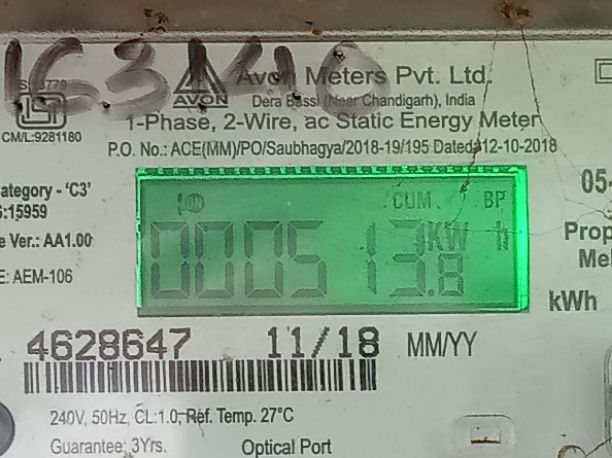 163140
AVON
Avon Meters Pvt. Ltd.
Dera Bassi (Near Chandigarh), India
CM/L:9281180
1-Phase, 2-Wire, ac Static Energy Meter
P.O. No.: ACE(MM)/PO/Saubhagya/2018-19/195 Dated:12-10-2018
ategory - 'C3'
:15959
e Ver.: AA1.00
E: AEM-106
CUM. BP
000513.8 KW h
05-
Prop
Me
kWh
4628647 11/18 MM/YY
240V, 50Hz, CL:1.0, Ref. Temp. 27°C
Guarantee: 3Yrs. Optical Port